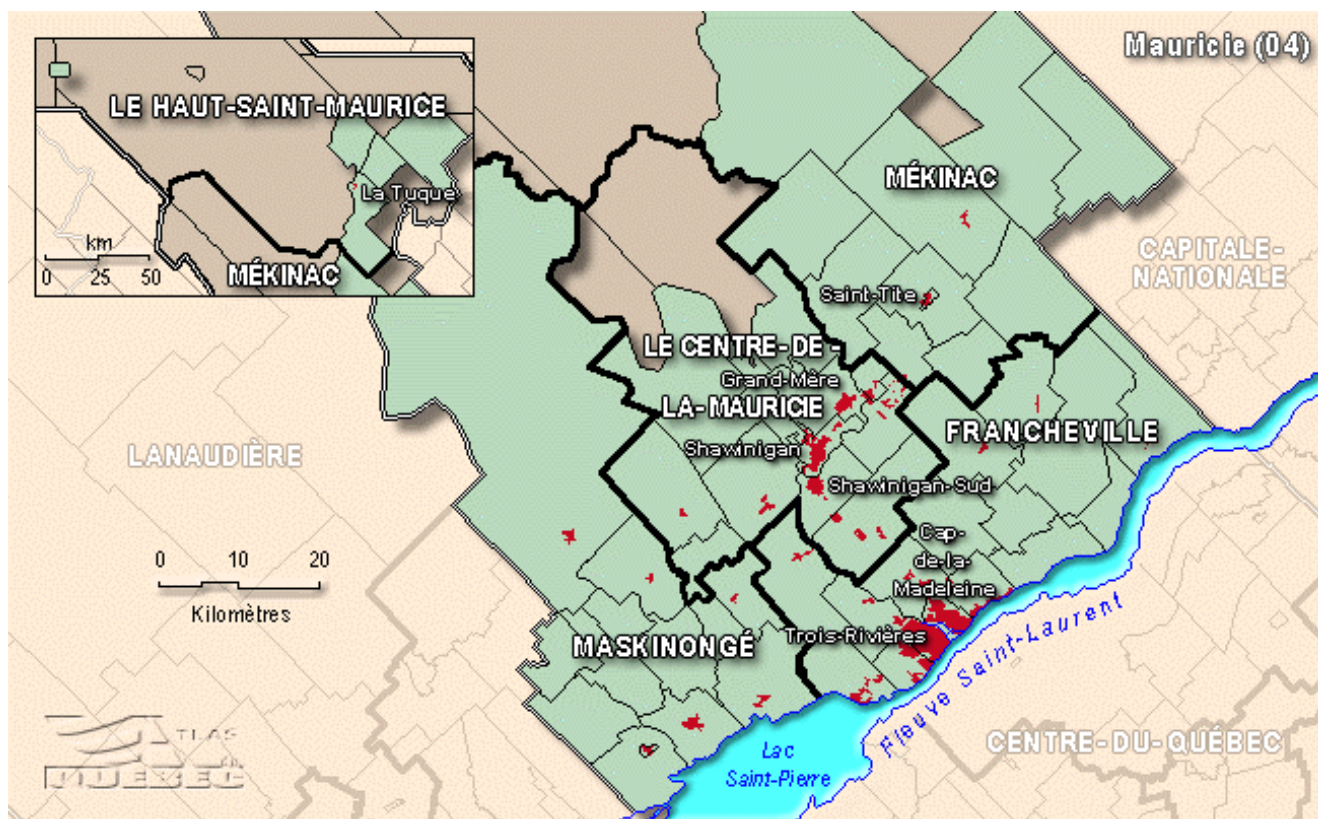 Mauricie (04)
LE HAUT-SAINT-MAURICE
La Tuque
km
0 25 50
MÉKINAC
MÉKINAC
CAPITALE-
NATIONALE
Saint-Tite
LE CENTRE-DE-
Grand-Mère
LA-MAURICIE
FRANCHEVILLE
LANAUDIÈRE
Shawinigan
Shawinigan-Sud
Cap-
de-la-
Madeleine
0 10 20
Kilomètres
Trois-Rivières
MASKINONGÉ
Fleuve Saint-Laurent
CENTRE-DU-QUÉBEC
Lac
Saint-Pierre
ATLAS
QUÉBEC